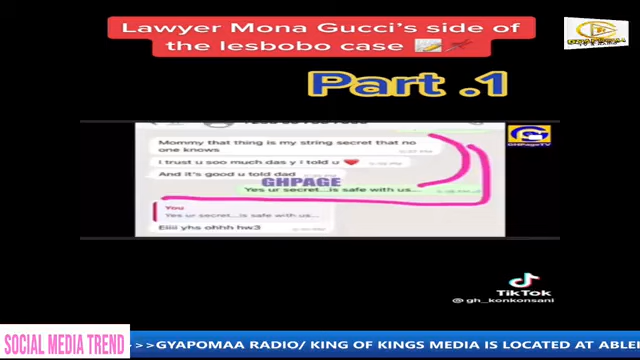 Lawyer Mona Gucci's side of
the lesbobo case
Part .1
Mommy that thing is my string secret that no
one knows
I trust u soo much das y I told u
And it's good u told dad
GHPAGE
Yes ur secret...is safe with us...
You
Yes ur secret...is safe with us...
Eiiii yhs ohhh hw3
GHPageTV
TikTok
@gh_konkonsani
SOCIAL MEDIA TREND
>>>GYAPOMAA RADIO/ KING OF KINGS MEDIA IS LOCATED AT ABLE